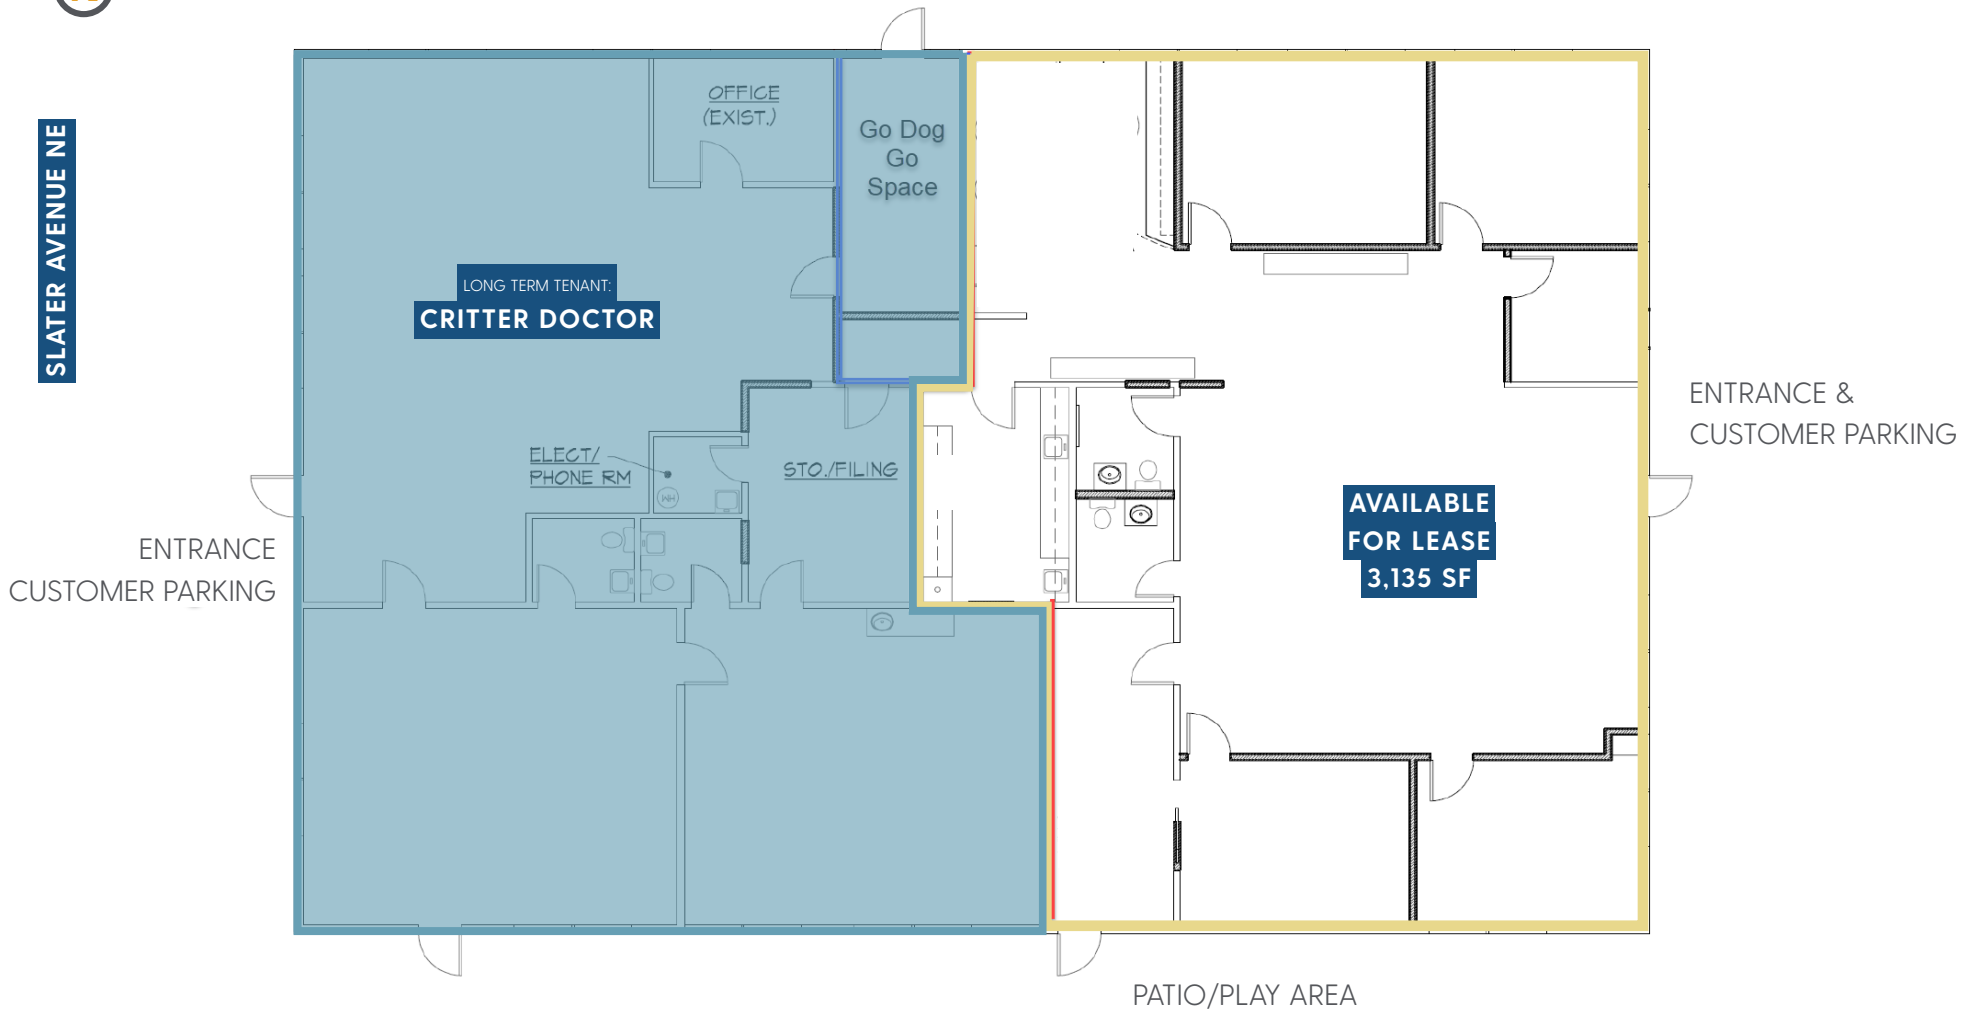 SLATER AVENUE NE
OFFICE
(EXIST.)
Go Dog
Go
Space
LONG TERM TENANT:
CRITTER DOCTOR
ELECT/
PHONE RM
WH
STO./FILING
ENTRANCE
CUSTOMER PARKING
ENTRANCE &
CUSTOMER PARKING
AVAILABLE
FOR LEASE
3,135 SF
PATIO/PLAY AREA